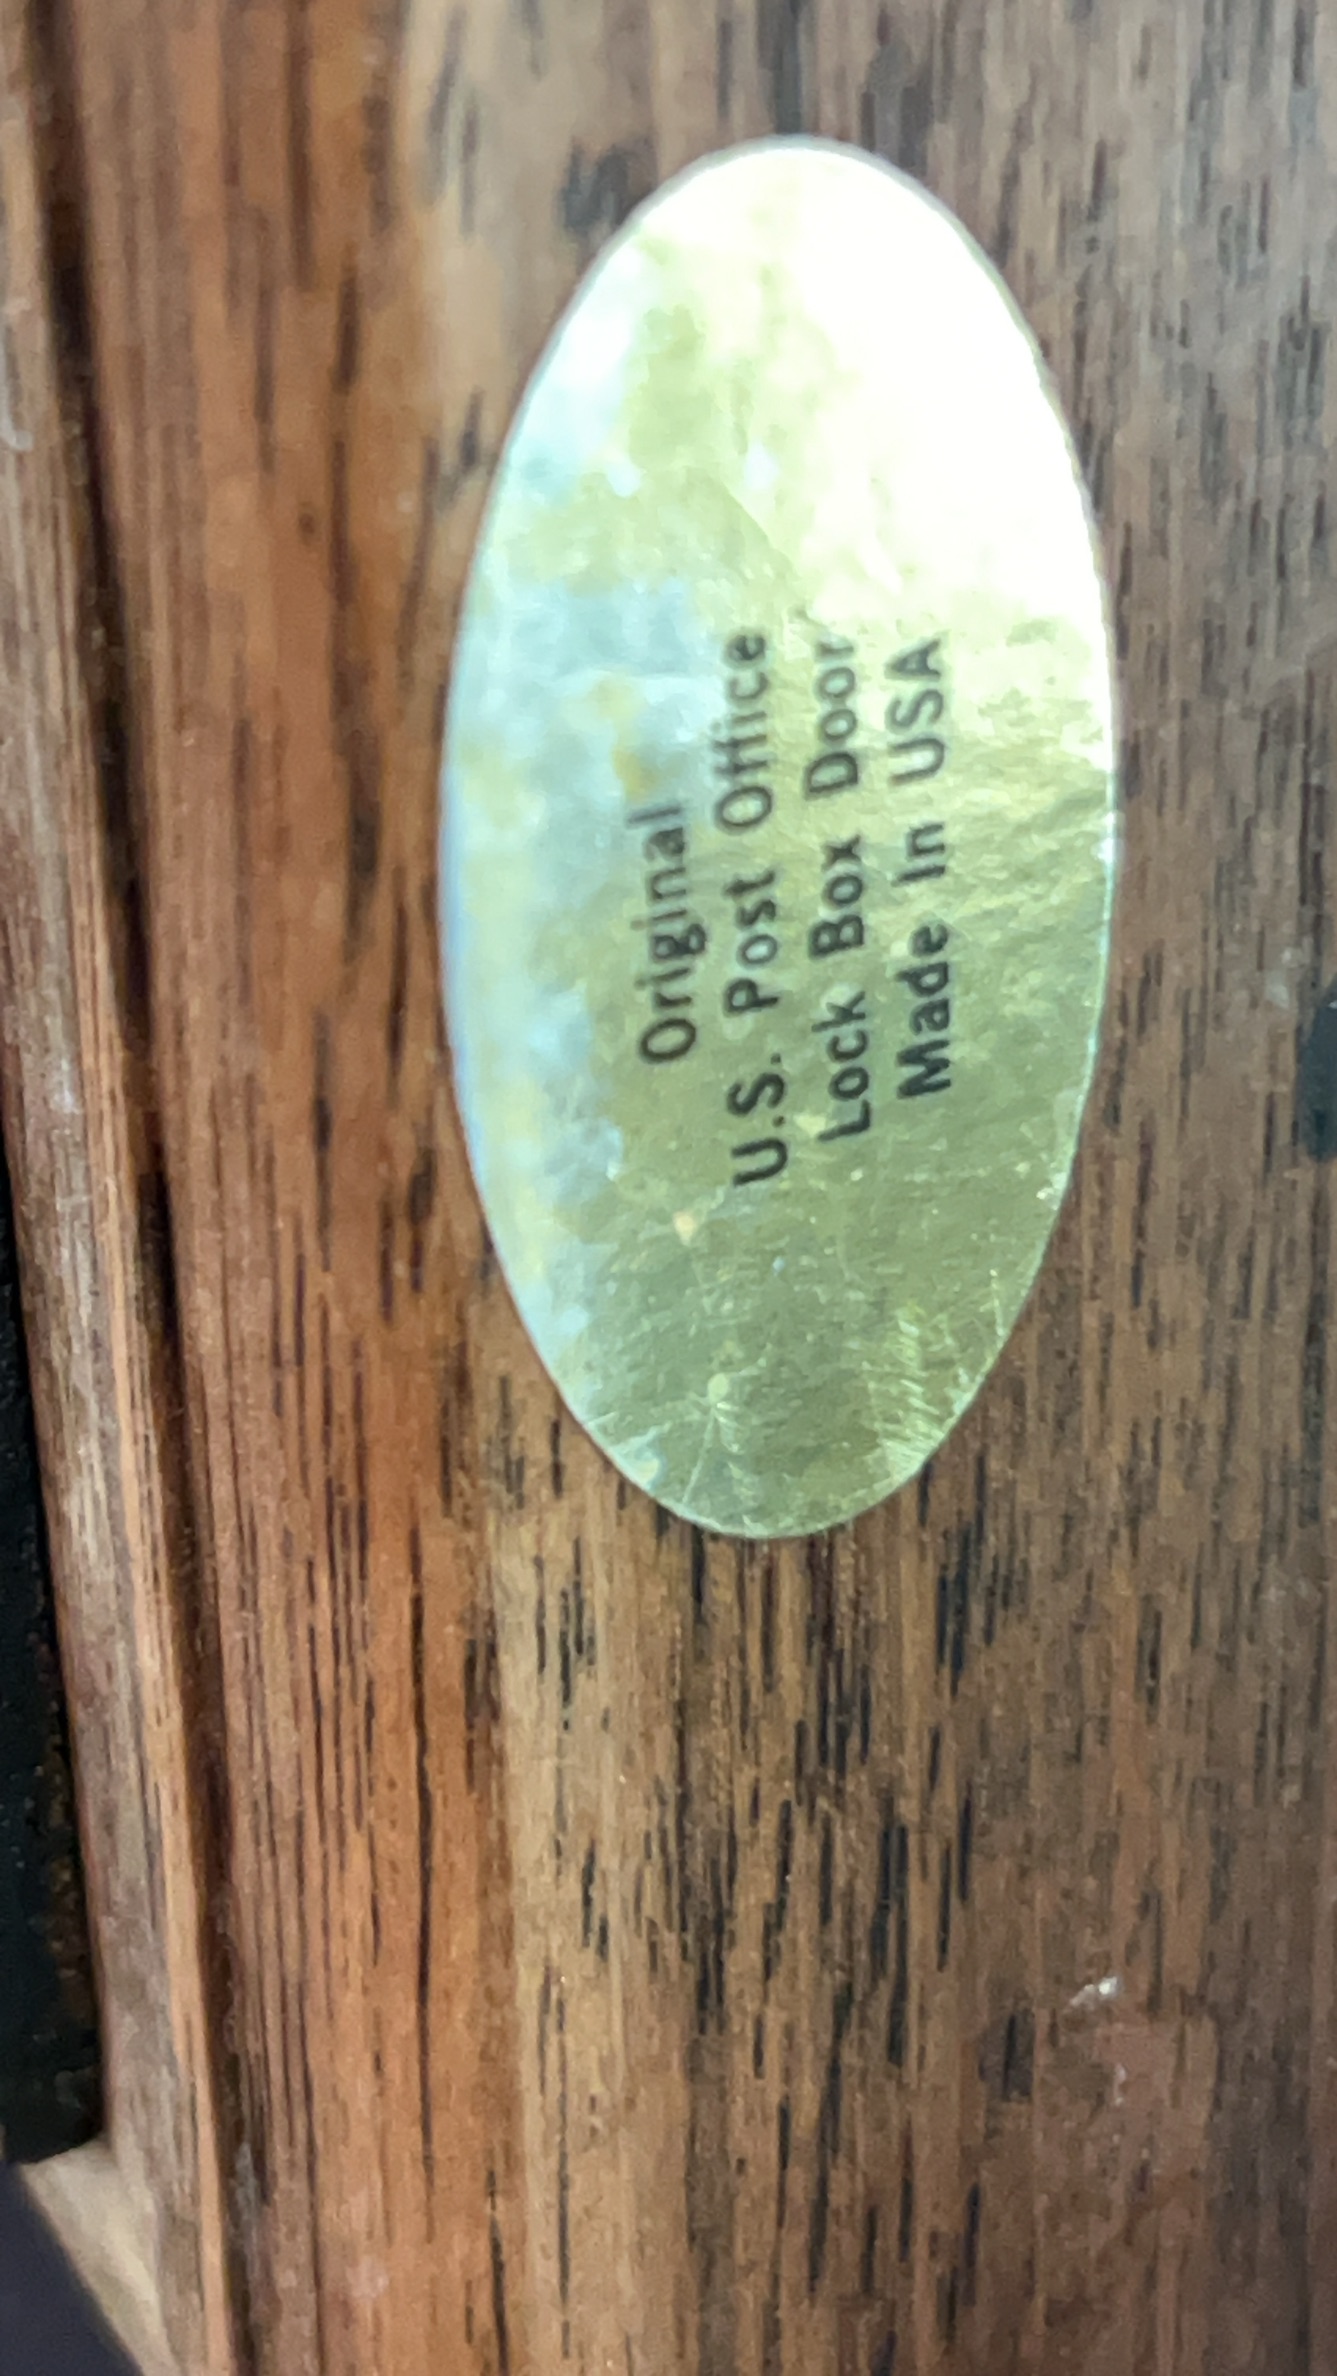 Original
U.S. Post Office
Lock Box Door
Made In USA